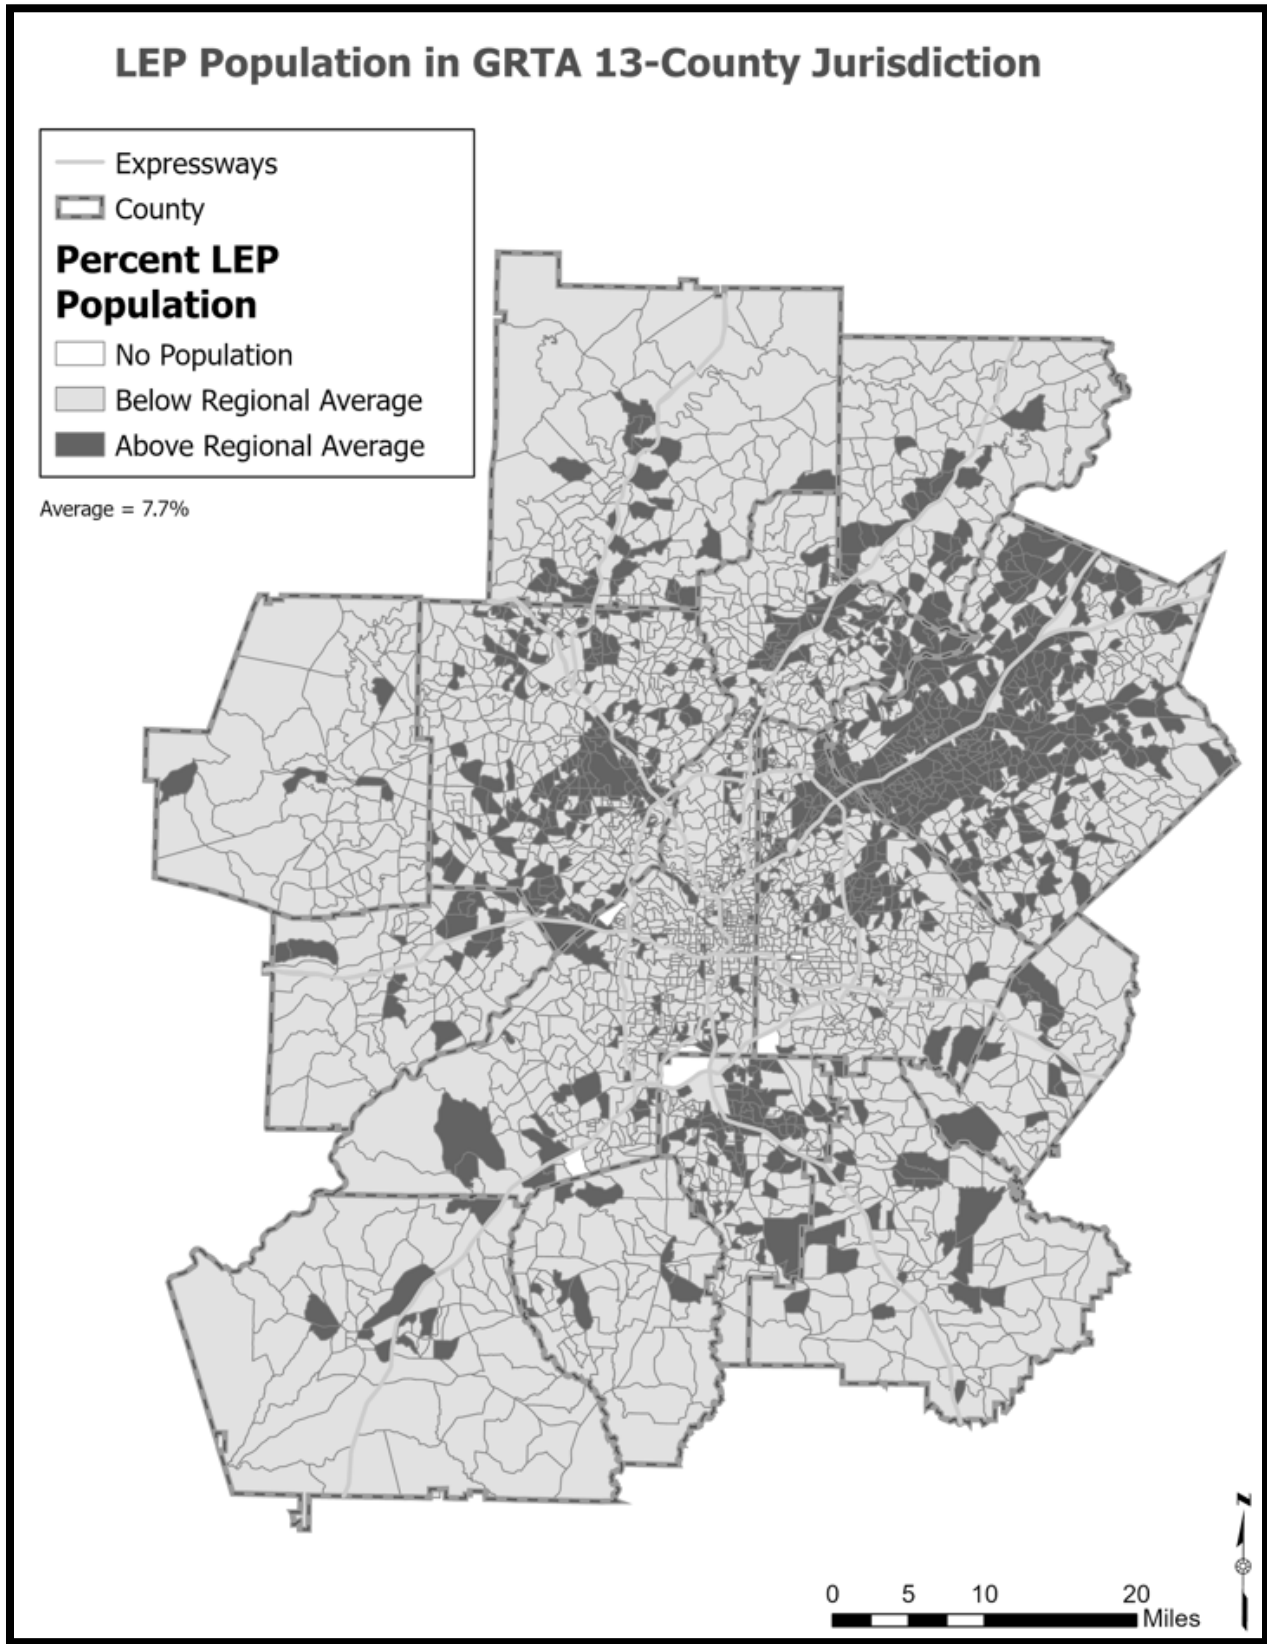 LEP Population in GRTA 13-County Jurisdiction
Expressways
County
Percent LEP
Population
No Population
Below Regional Average
Above Regional Average
Average = 7.7%
N
0 5 10 20
Miles